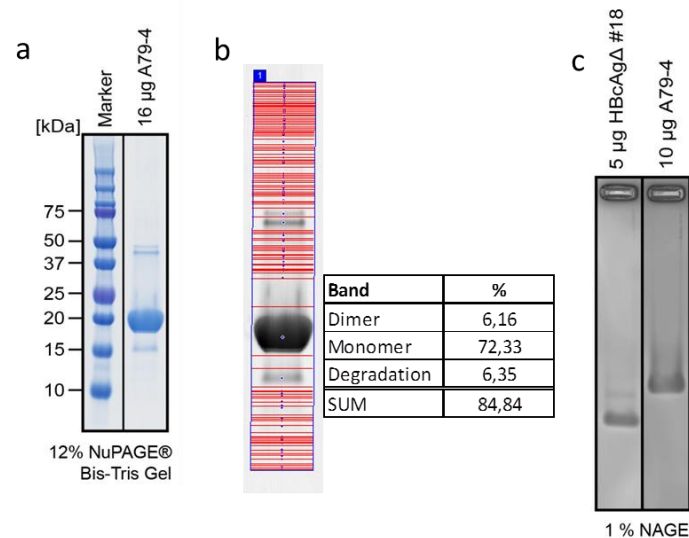 a
Marker
16 µg A79-4
[kDa]
75
50
37
25
20
15
10
12% NuPAGE®
Bis-Tris Gel
b
1
Band %
Dimer 6,16
Monomer 72,33
Degradation 6,35
SUM 84,84
c
5 µg HBcAgΔ #18
10 µg A79-4
1 % NAGE